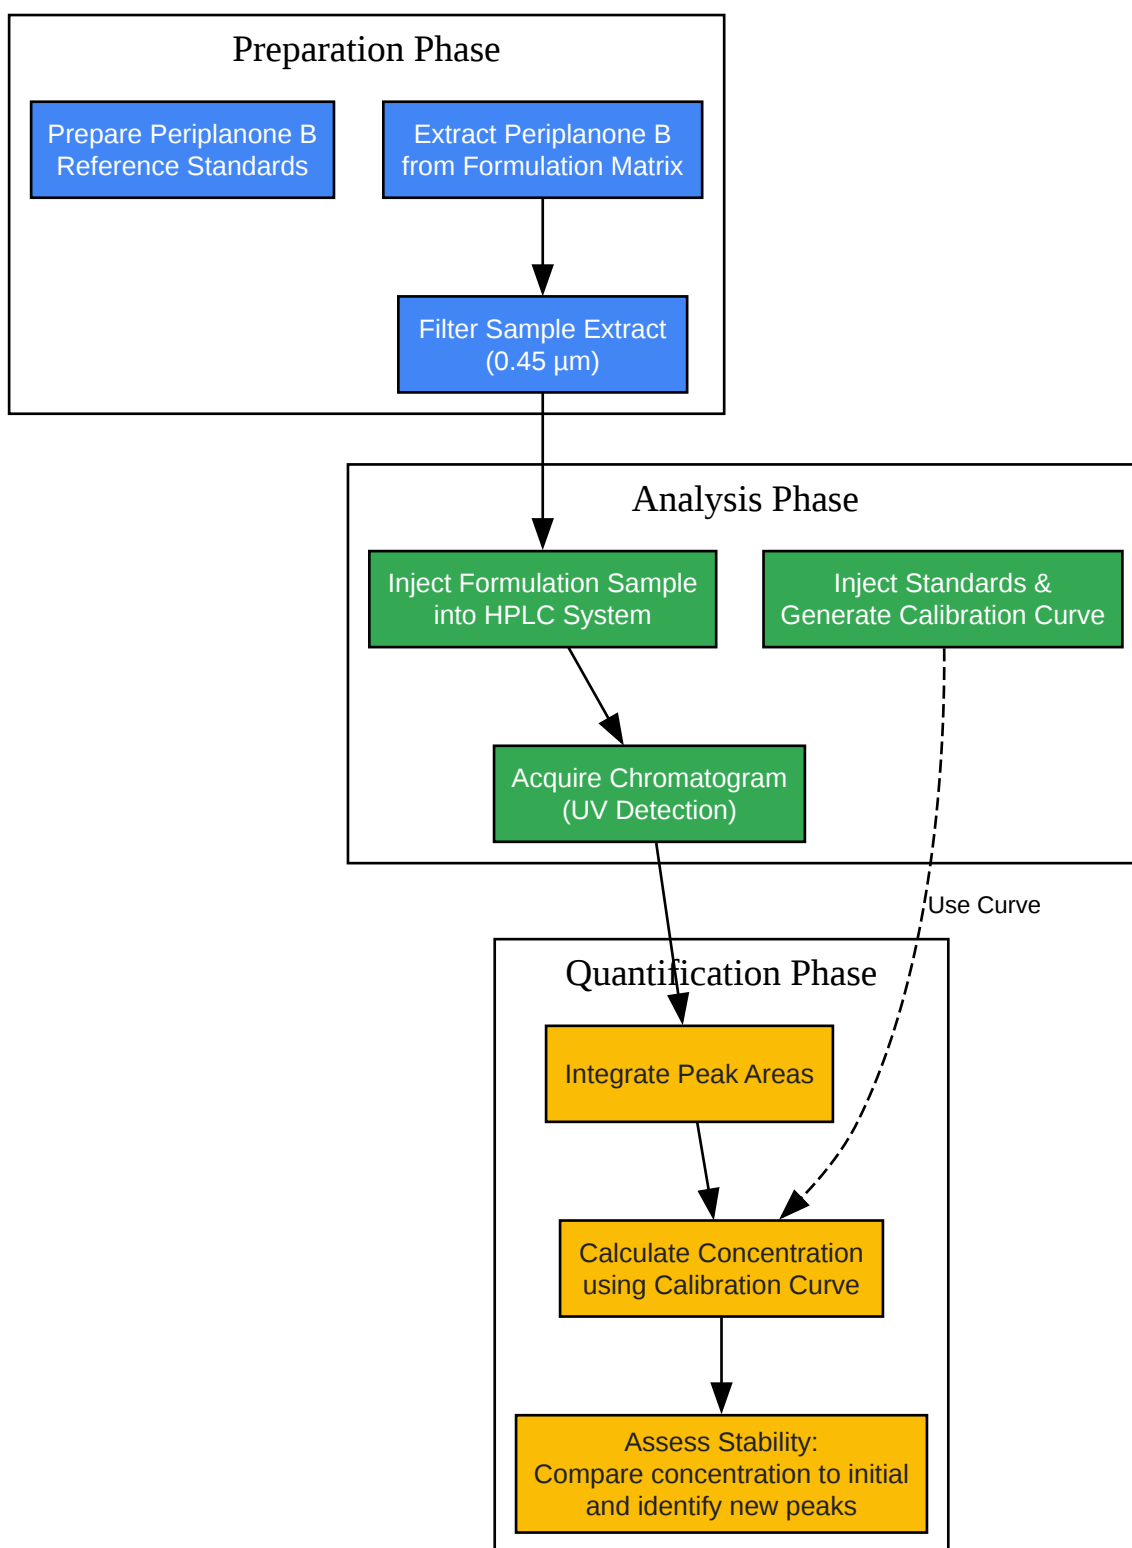 Preparation Phase
Prepare Periplanone B
Reference Standards
Extract Periplanone B
from Formulation Matrix
Filter Sample Extract
(0.45 µm)
Analysis Phase
Inject Formulation Sample
into HPLC System
Inject Standards &
Generate Calibration Curve
Acquire Chromatogram
(UV Detection)
Use Curve
Quantification Phase
Integrate Peak Areas
Calculate Concentration
using Calibration Curve
Assess Stability:
Compare concentration to initial
and identify new peaks